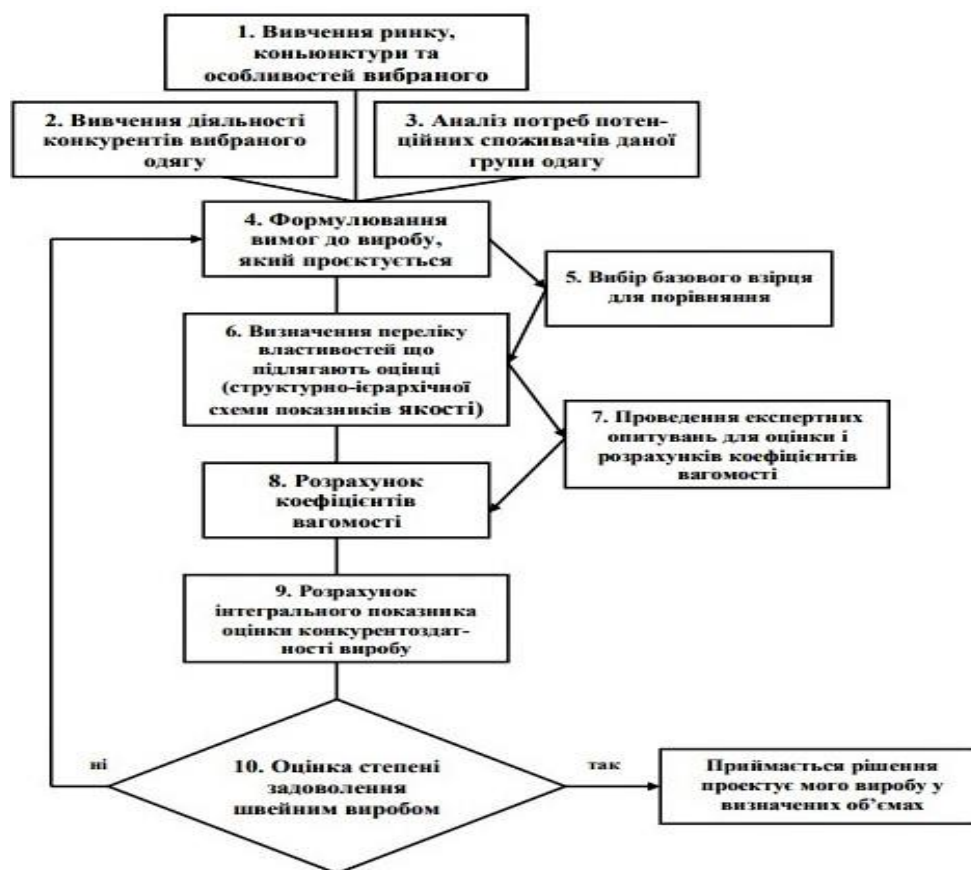 1. Вивчення ринку,
коньюнктури та
особливостей вибраного
2. Вивчення діяльності
конкурентів вибраного
одягу
3. Аналіз потреб потен-
ційних споживачів даної
групи одягу
4. Формулювання
вимог до виробу,
який проєктується
5. Вибір базового взірця
для порівняння
6. Визначення переліку
властивостей що
підлягають оцінці
(структурно-ієрархічної
схеми показників якості)
7. Проведення експертних
опитувань для оцінки і
розрахунків коефіцієнтів
вагомості
8. Розрахунок
коефіцієнтів
вагомості
9. Розрахунок
інтегрального показника
оцінки конкурентоздат-
ності виробу
ні
10. Оцінка степені
задоволення
швейним виробом
так
Приймається рішення
проектує мого виробу у
визначених об’ємах